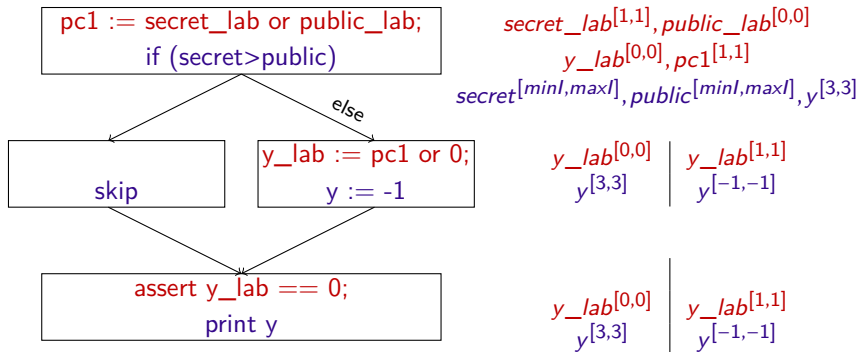 pc1 := secret_lab or public_lab;
if (secret>public)
secret_lab[1,1], public_lab[0,0]
y_lab[0,0], pc1[1,1]
secret[minI,maxI], public[minI,maxI], y[3,3]
else
skip
y_lab := pc1 or 0;
y := -1
y_lab[0,0] y_lab[1,1]
y[3,3] y[−1,−1]
assert y_lab == 0;
print y
y_lab[0,0] y_lab[1,1]
y[3,3] y[−1,−1]